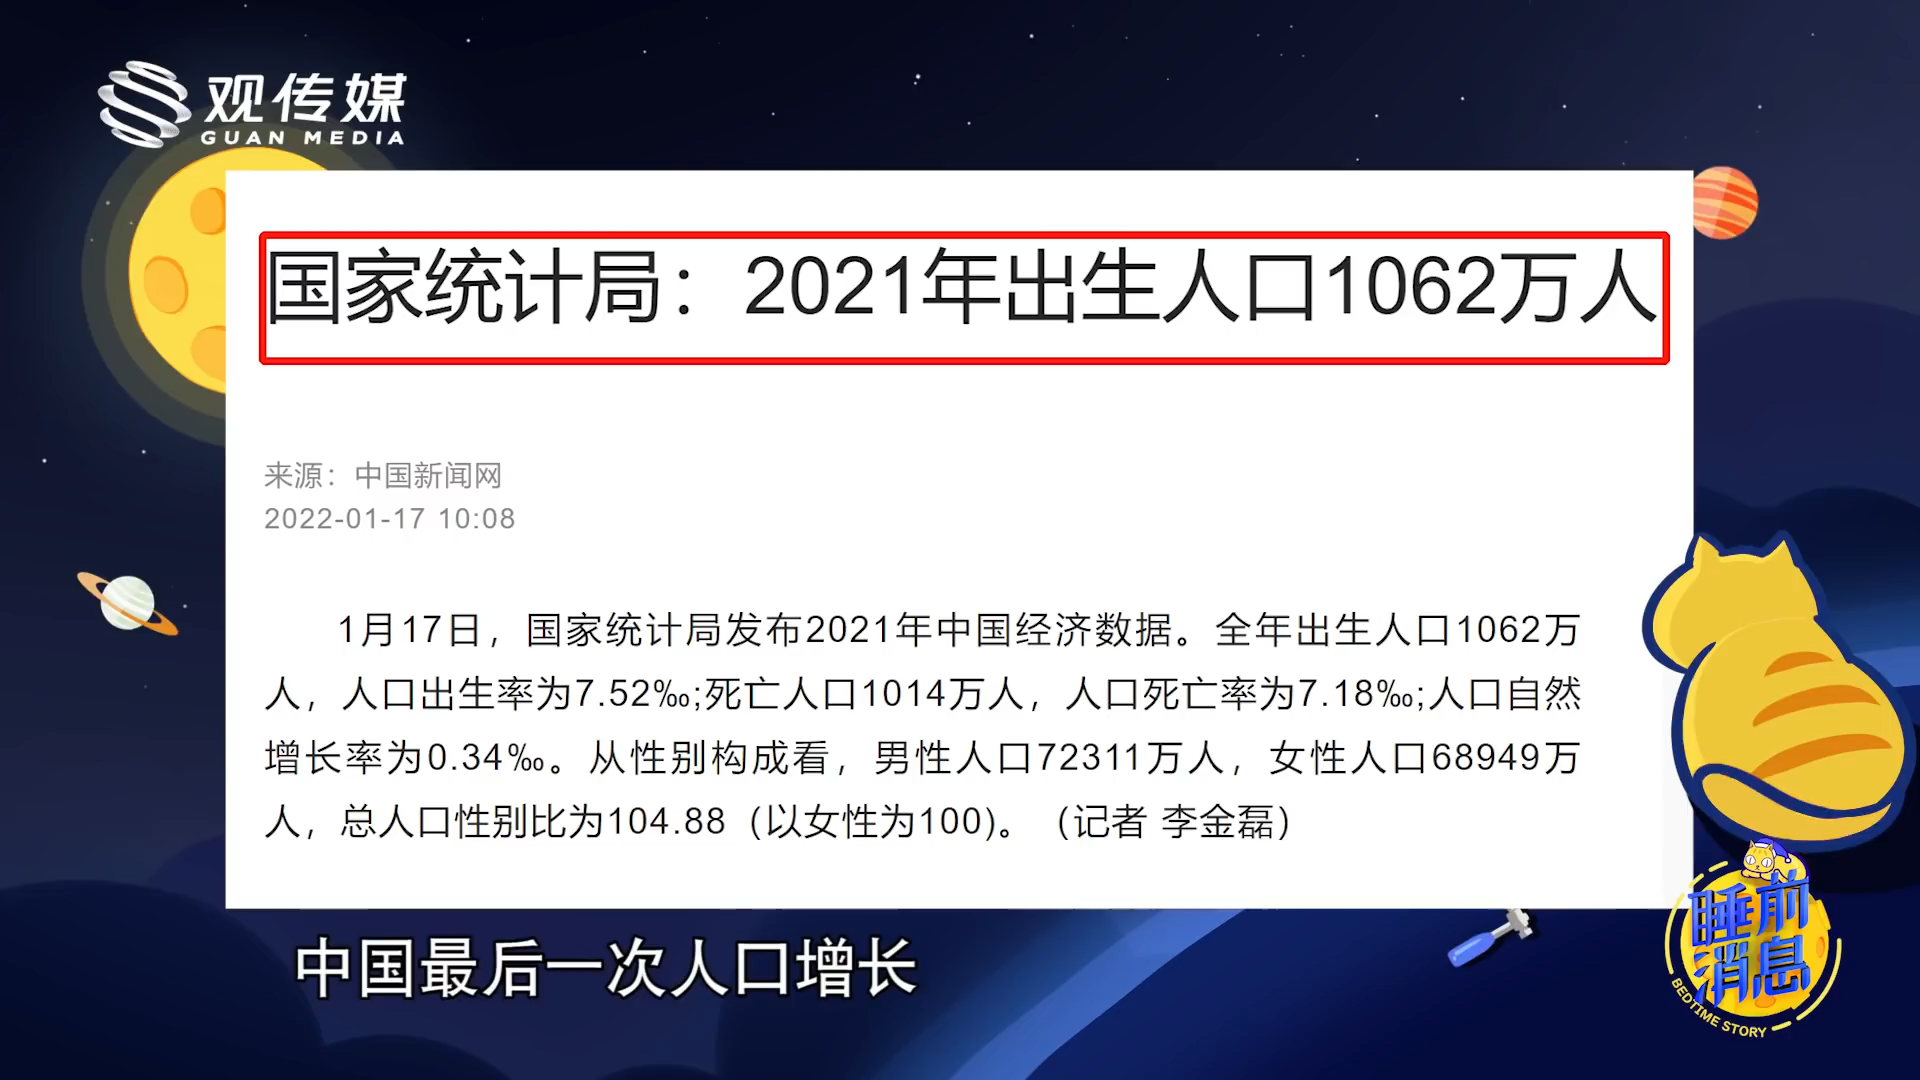 观传媒
GUAN MEDIA
国家统计局：2021年出生人口1062万人
来源：中国新闻网
2022-01-17 10:08
1月17日，国家统计局发布2021年中国经济数据。全年出生人口1062万
人，人口出生率为7.52‰;死亡人口1014万人，人口死亡率为7.18‰;人口自然
增长率为0.34‰。从性别构成看，男性人口72311万人，女性人口68949万
人，总人口性别比为104.88（以女性为100)。（记者 李金磊）
中国最后一次人口增长
睡前
消息
BEDTIME STORY